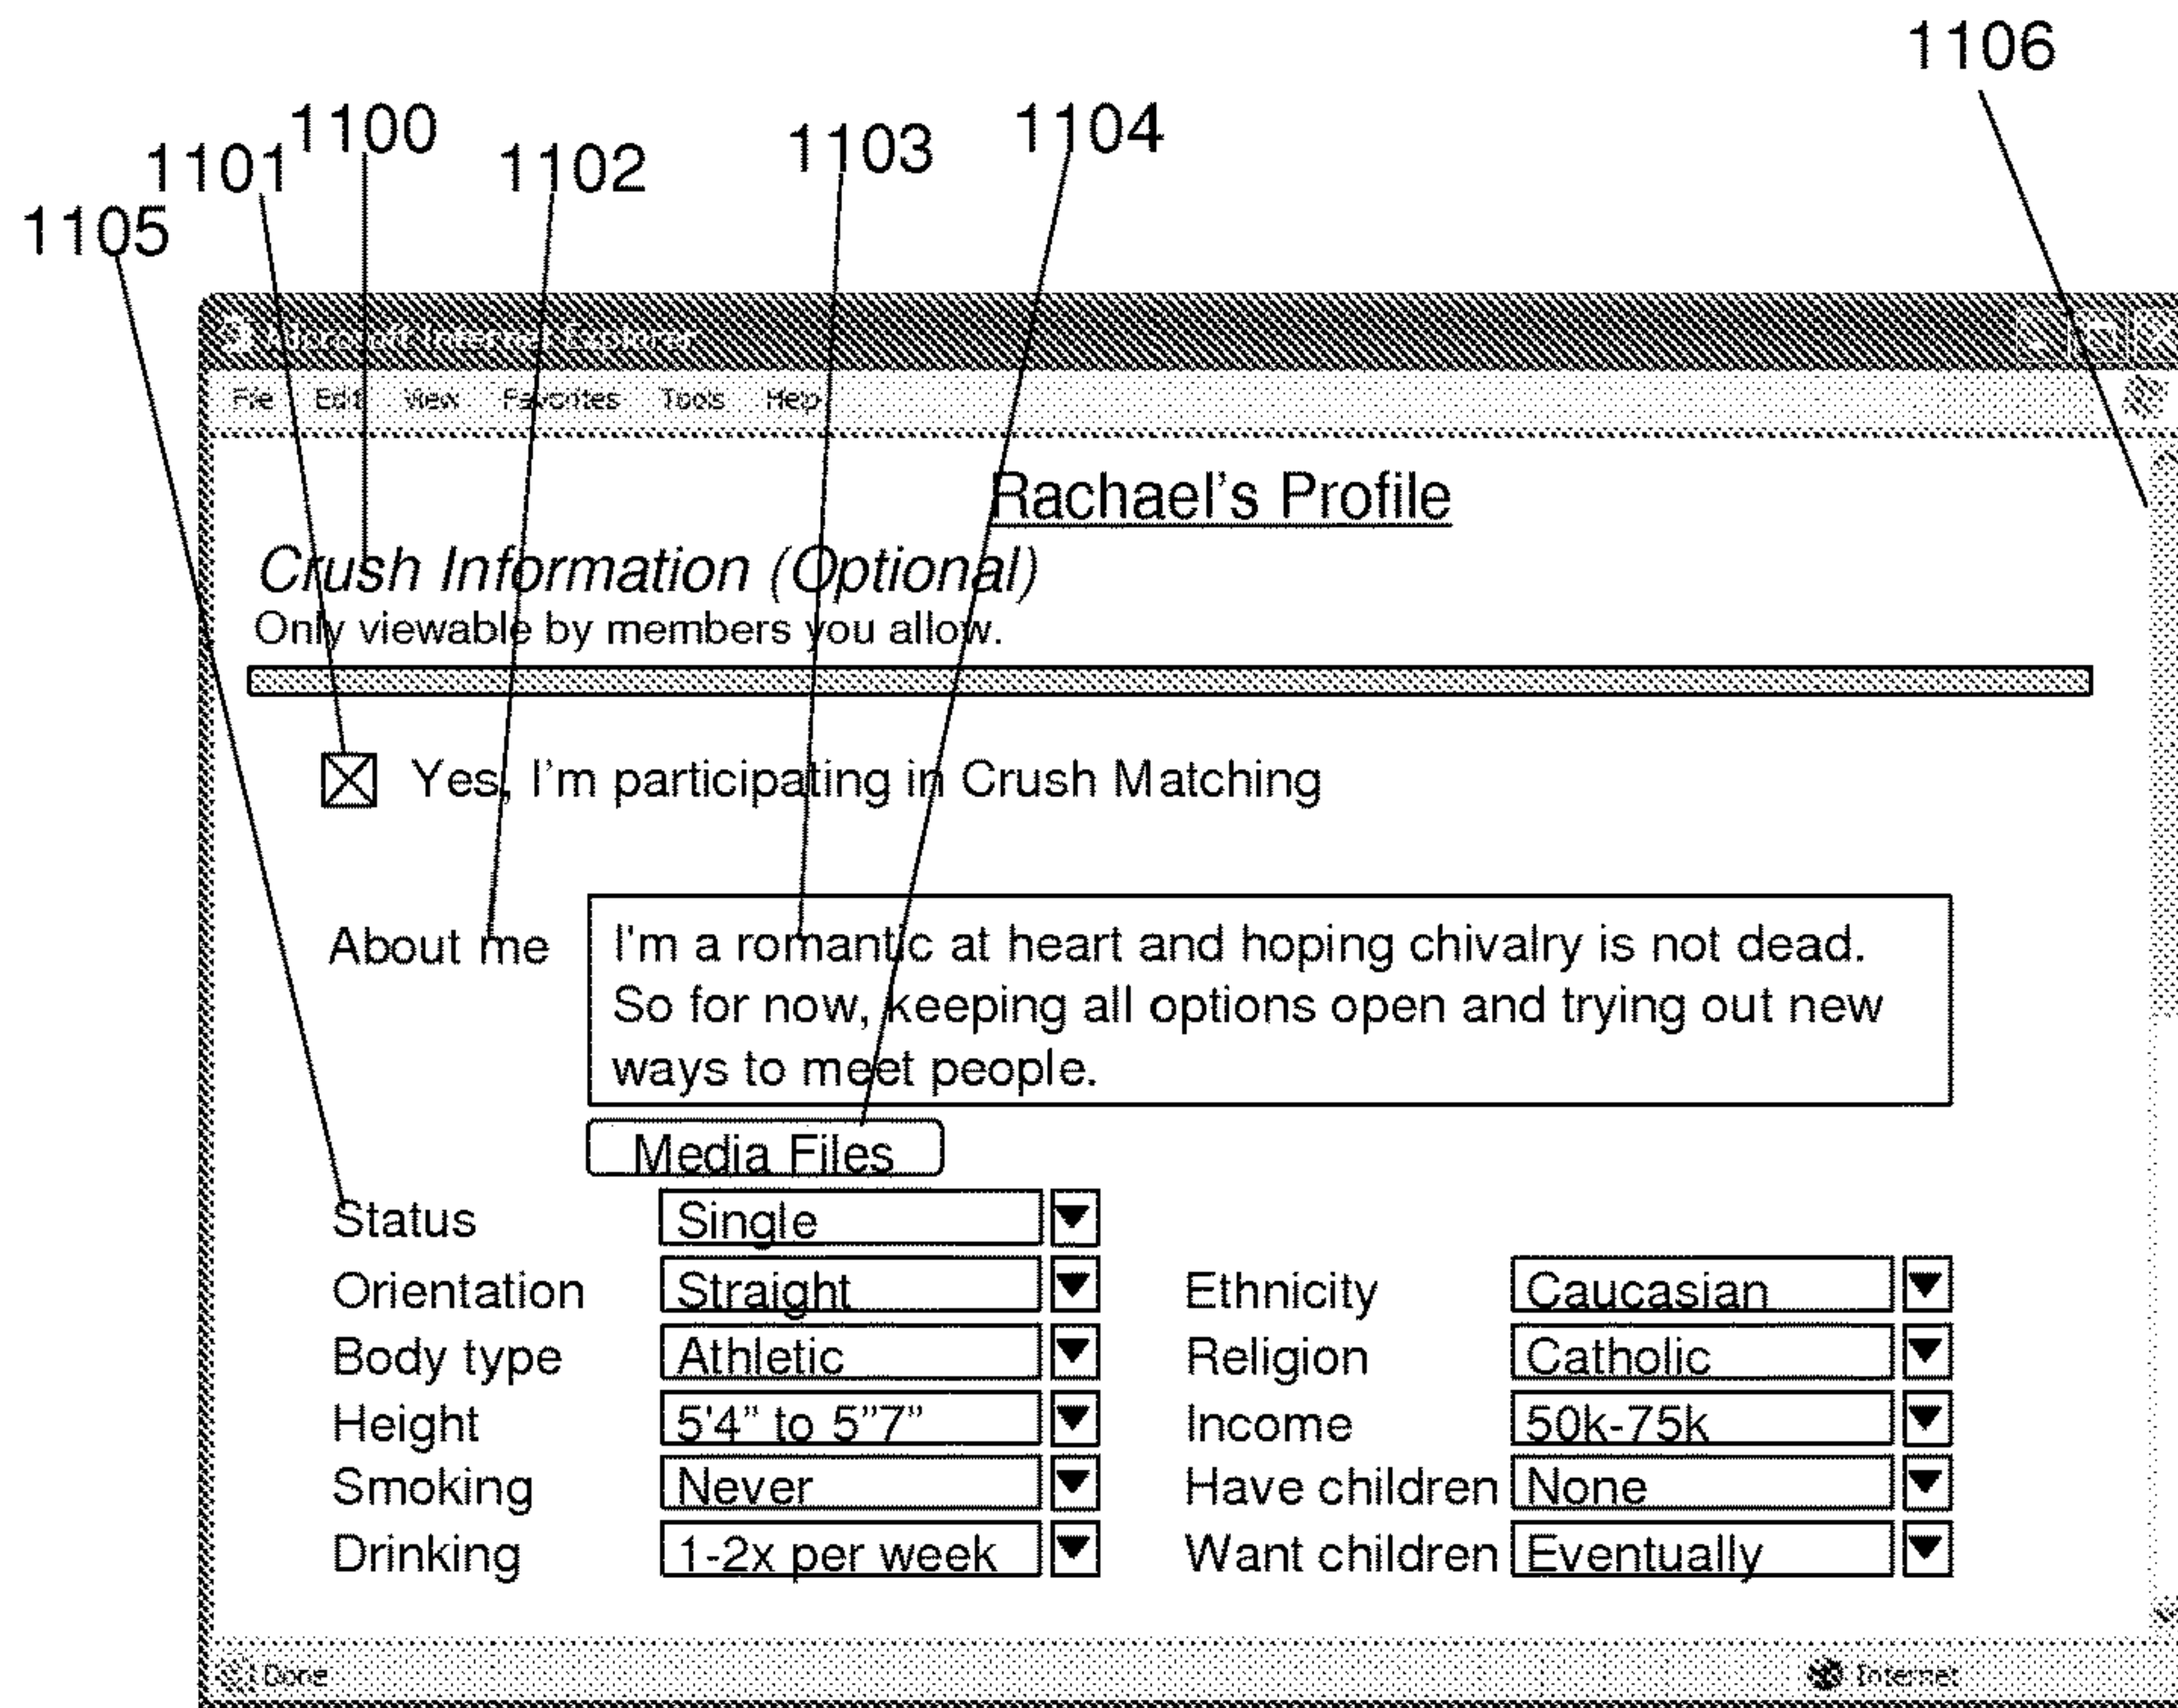 1106
1100
1104
1103
1101
1102
1105
Microsoft Internet Explorer
File Edit View Favorites Tools Help
Rachael's Profile
Crush Information (Optional)
Only viewable by members you allow.
Yes, I'm participating in Crush Matching
About me
I'm a romantic at heart and hoping chivalry is not dead.
So for now, keeping all options open and trying out new
ways to meet people.
Media Files
Status Single
Orientation Straight Ethnicity Caucasian
Body type Athletic Religion Catholic
Height 5'4” to 5”7” Income 50k-75k
Smoking Never Have children None
Drinking 1-2x per week Want children Eventually
Done Internet